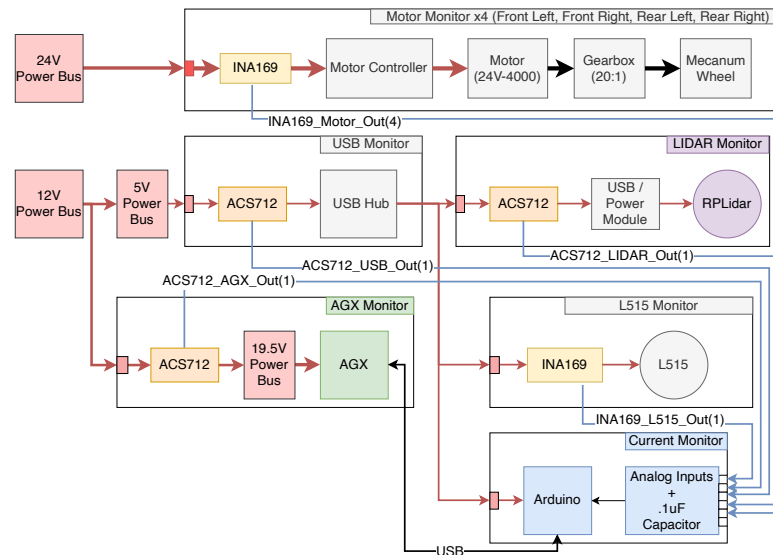 Motor Monitor x4 (Front Left, Front Right, Rear Left, Rear Right)
24V
Power Bus
INA169
Motor Controller
Motor
(24V-4000)
Gearbox
(20:1)
Mecanum
Wheel
INA169_Motor_Out(4)
USB Monitor
LIDAR Monitor
12V
Power Bus
5V
Power
Bus
ACS712
USB Hub
ACS712
USB /
Power
Module
RPLidar
ACS712_USB_Out(1)
ACS712_LIDAR_Out(1)
ACS712_AGX_Out(1)
AGX Monitor
L515 Monitor
ACS712
19.5V
Power
Bus
AGX
INA169
L515
INA169_L515_Out(1)
Current Monitor
Arduino
Analog Inputs
+
.1uF
Capacitor
USB